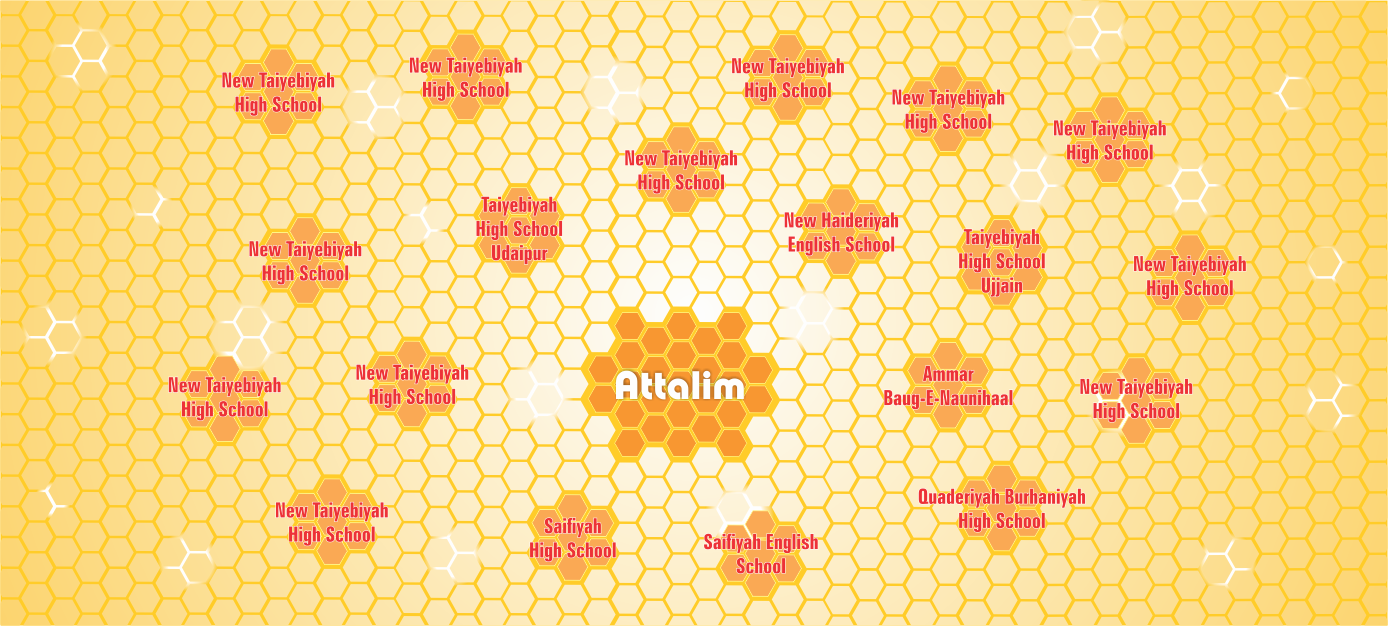 New Taiyebiyah
High School
New Taiyebiyah
High School
New Taiyebiyah
High School
New Taiyebiyah
High School
New Taiyebiyah
High School
New Taiyebiyah
High School
Taiyebiyah
High School
Udaipur
New Haideriyah
English School
Taiyebiyah
High School
Ujjain
New Taiyebiyah
High School
New Taiyebiyah
High School
New Taiyebiyah
High School
New Taiyebiyah
High School
Attalim
Ammar
Baug-E-Naunihaal
New Taiyebiyah
High School
New Taiyebiyah
High School
Saifiyah
High School
Saifiyah English
School
Quaderiyah Burhaniyah
High School